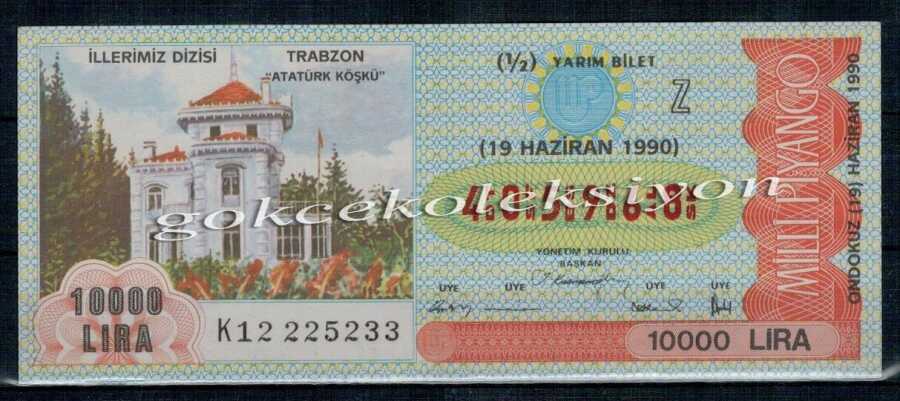 İLLERİMİZ DİZİSİ
TRABZON
"ATATÜRK KÖŞKÜ"
(½) YARIM BİLET
MP
Z
(19 HAZİRAN 1990)
gokcekoleksiyon
YÖNETİM KURULU
BAŞKAN
ÜYE ÜYE ÜYE ÜYE
10000
LIRA
K12 225233
10000 LİRA
MİLLİ PİYANGO
ONDOKUZ (19) HAZİRAN 1990